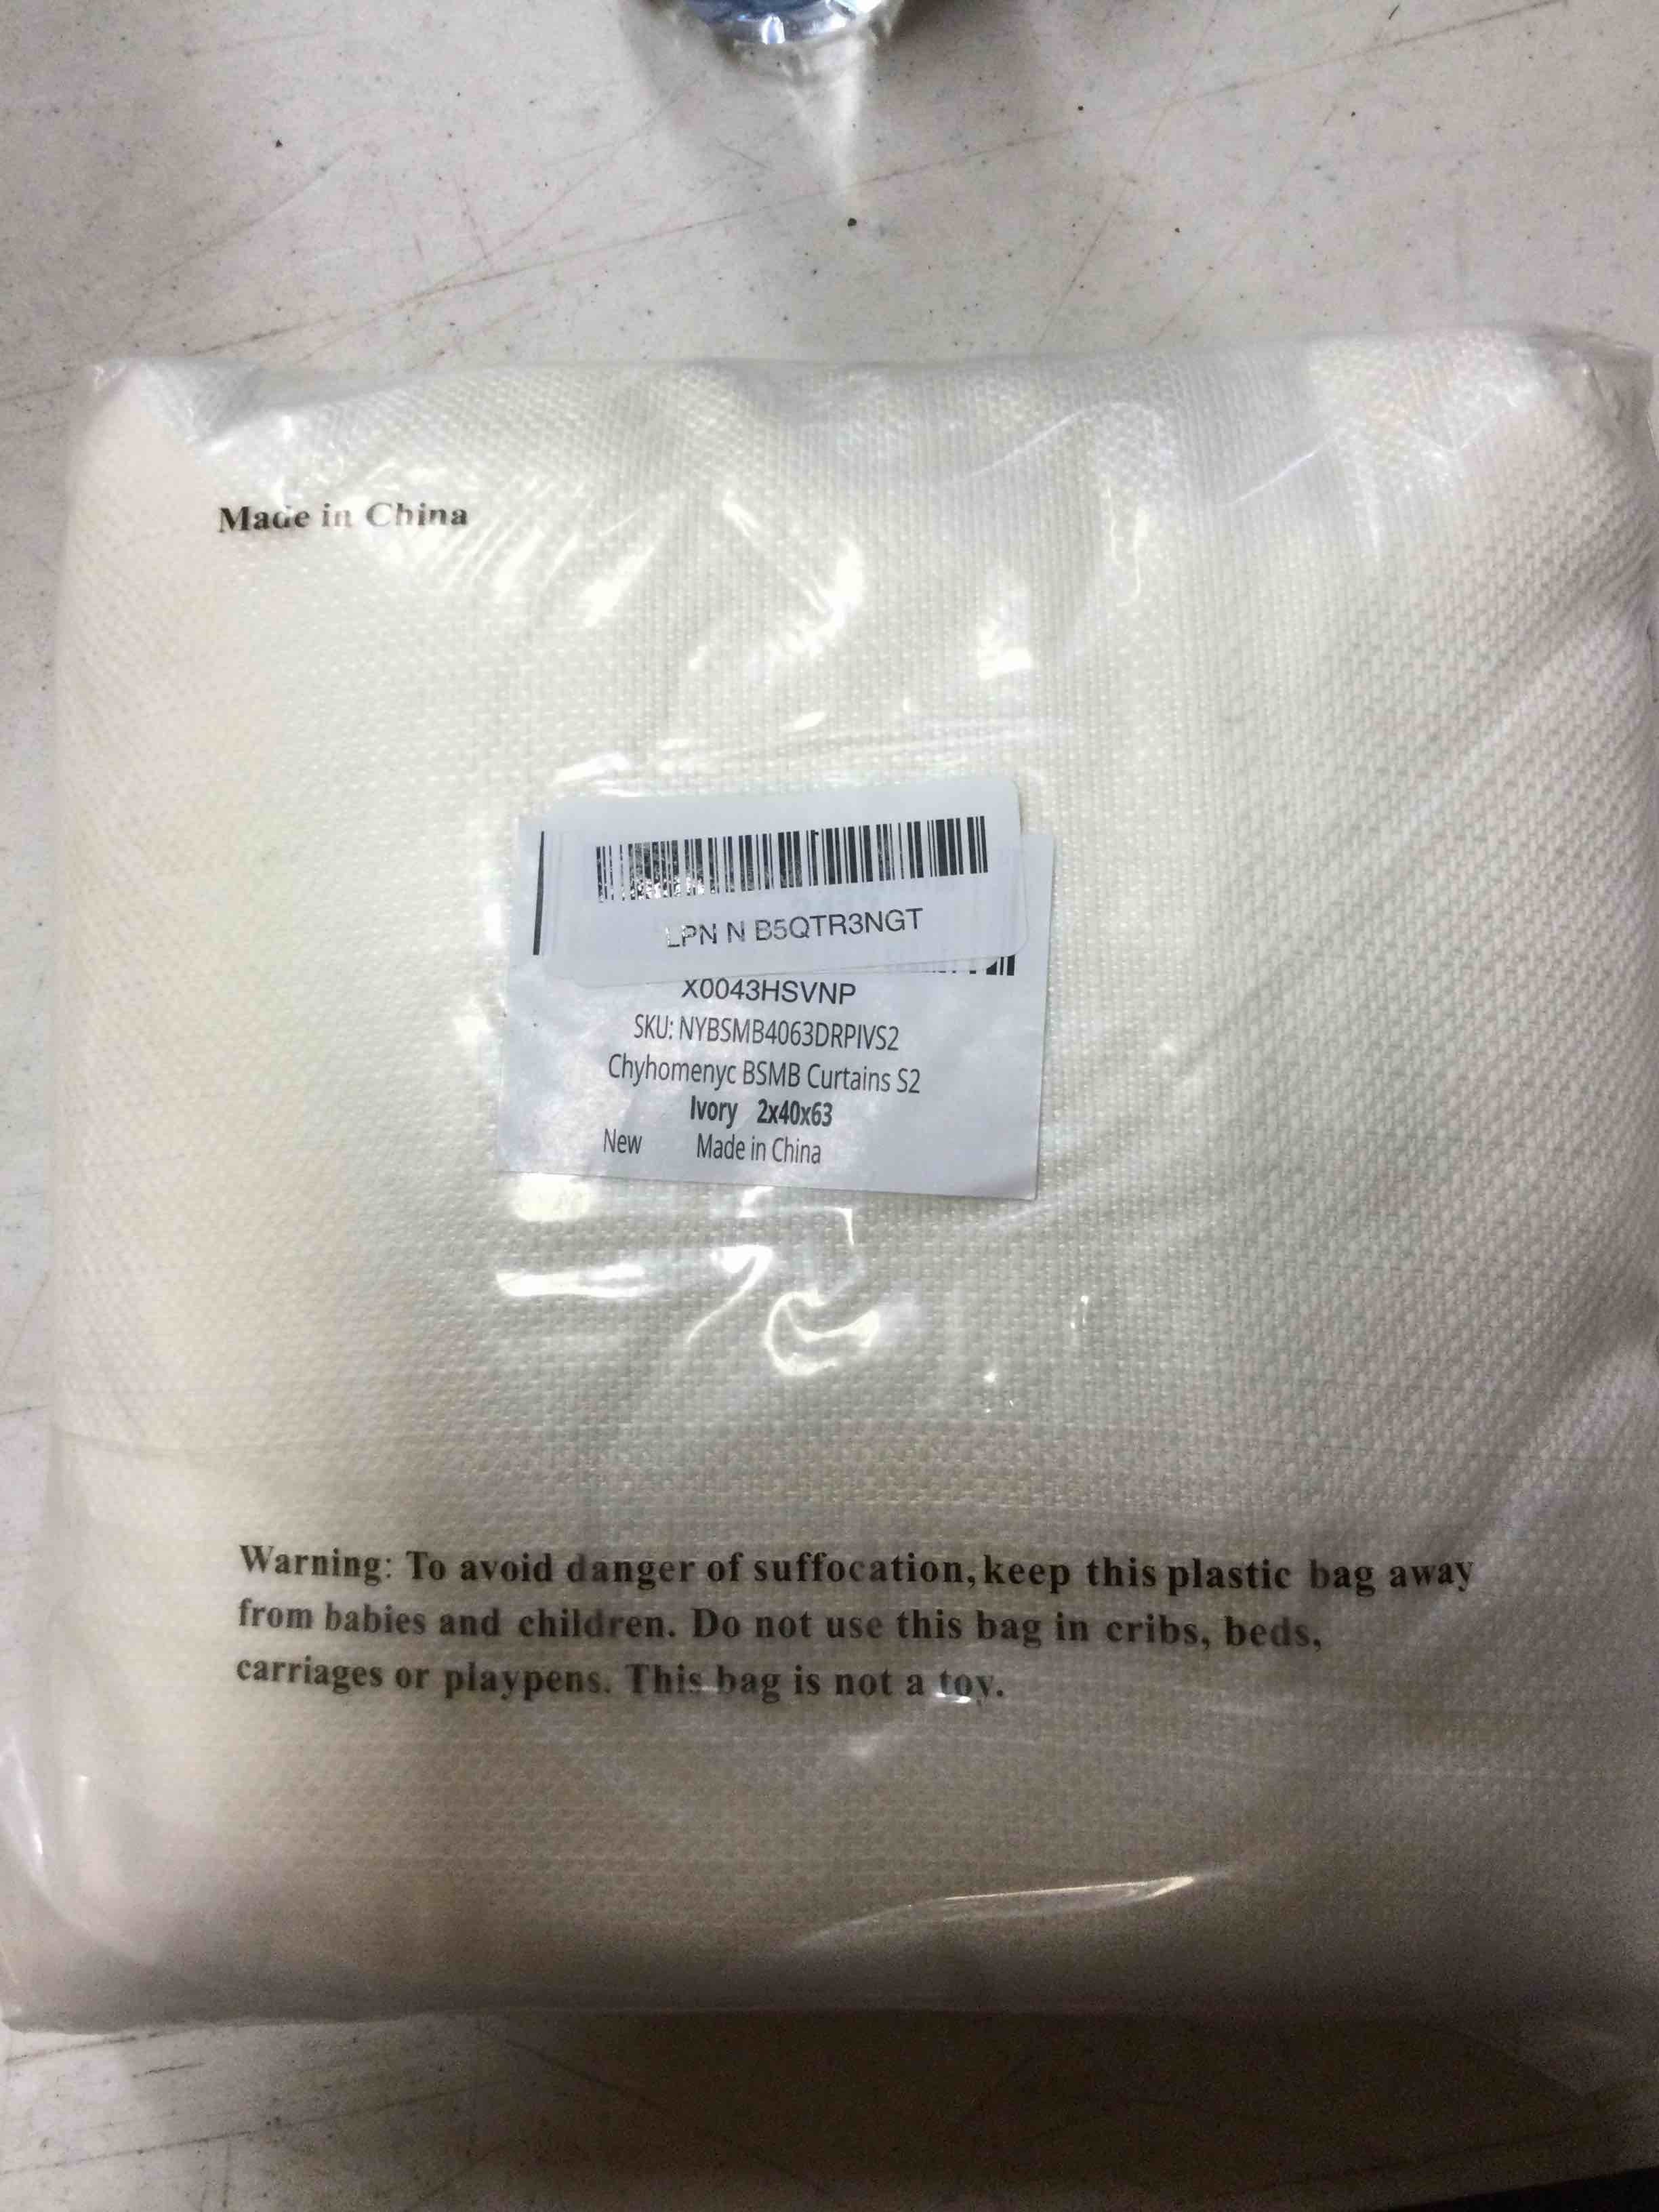 Made in China
LPN N B5QTR3NGT
X0043HSVNP
SKU: NYBSMB4063DRPIVS2
Chyhomenyc BSMB Curtains S2
Ivory 2x40x63
New Made in China
Warning: To avoid danger of suffocation, keep this plastic bag away
from babies and children. Do not use this bag in cribs, beds,
carriages or playpens. This bag is not a toy.